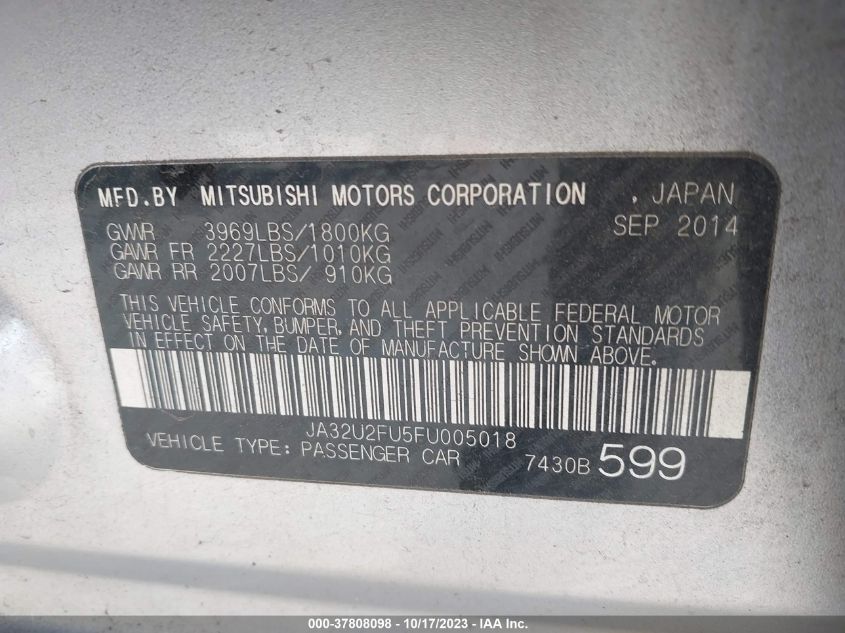 MFD.BY MITSUBISHI MOTORS CORPORATION , JAPAN
SEP 2014
GVWR 3969LBS/1800KG
GAWR FR 2227LBS/1010KG
GAWR RR 2007LBS/ 910KG
THIS VEHICLE CONFORMS TO ALL APPLICABLE FEDERAL MOTOR
VEHICLE SAFETY, BUMPER, AND THEFT PREVENTION STANDARDS
IN EFFECT ON THE DATE OF MANUFACTURE SHOWN ABOVE.
JA32U2FU5FU005018
VEHICLE TYPE: PASSENGER CAR 7430B 599
000-37808098 - 10/17/2023 - IAA Inc.